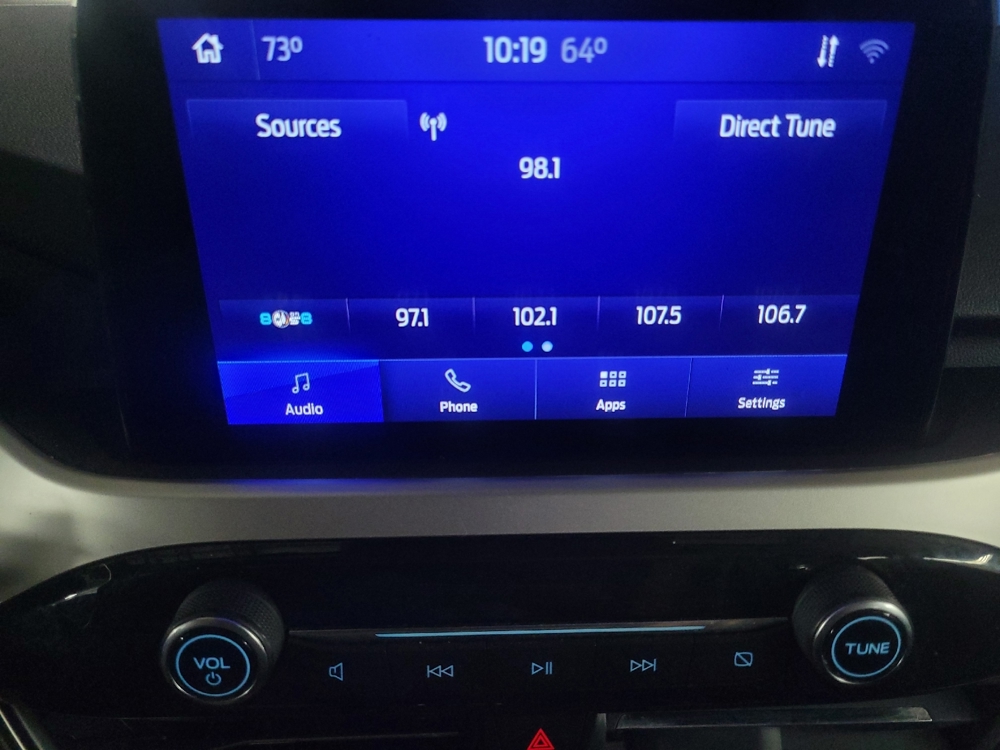 73° 10:19 64°
Sources Direct Tune
98.1
97.1 102.1 107.5 106.7
Audio Phone Apps Settings
VOL TUNE